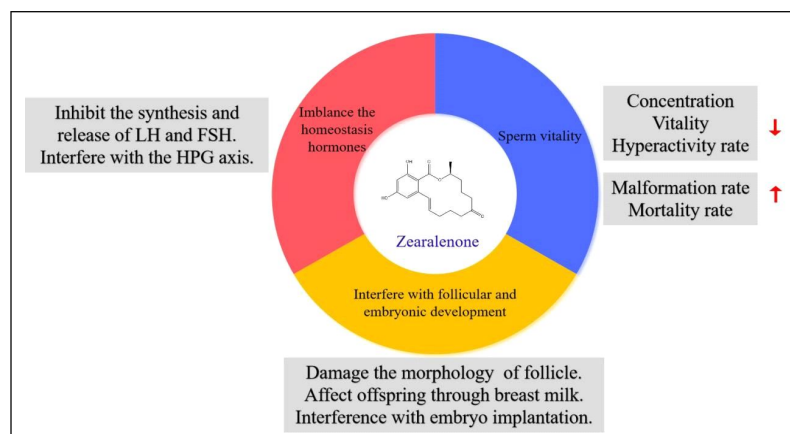 Inhibit the synthesis and
release of LH and FSH.
Interfere with the HPG axis.
Imblance the
homeostasis
hormones
Sperm vitality
Concentration
Vitality
Hyperactivity rate
↓
Malformation rate
Mortality rate
↑
OH
O
O
HO
O
Zearalenone
Interfere with follicular and
embryonic development
Damage the morphology of follicle.
Affect offspring through breast milk.
Interference with embryo implantation.